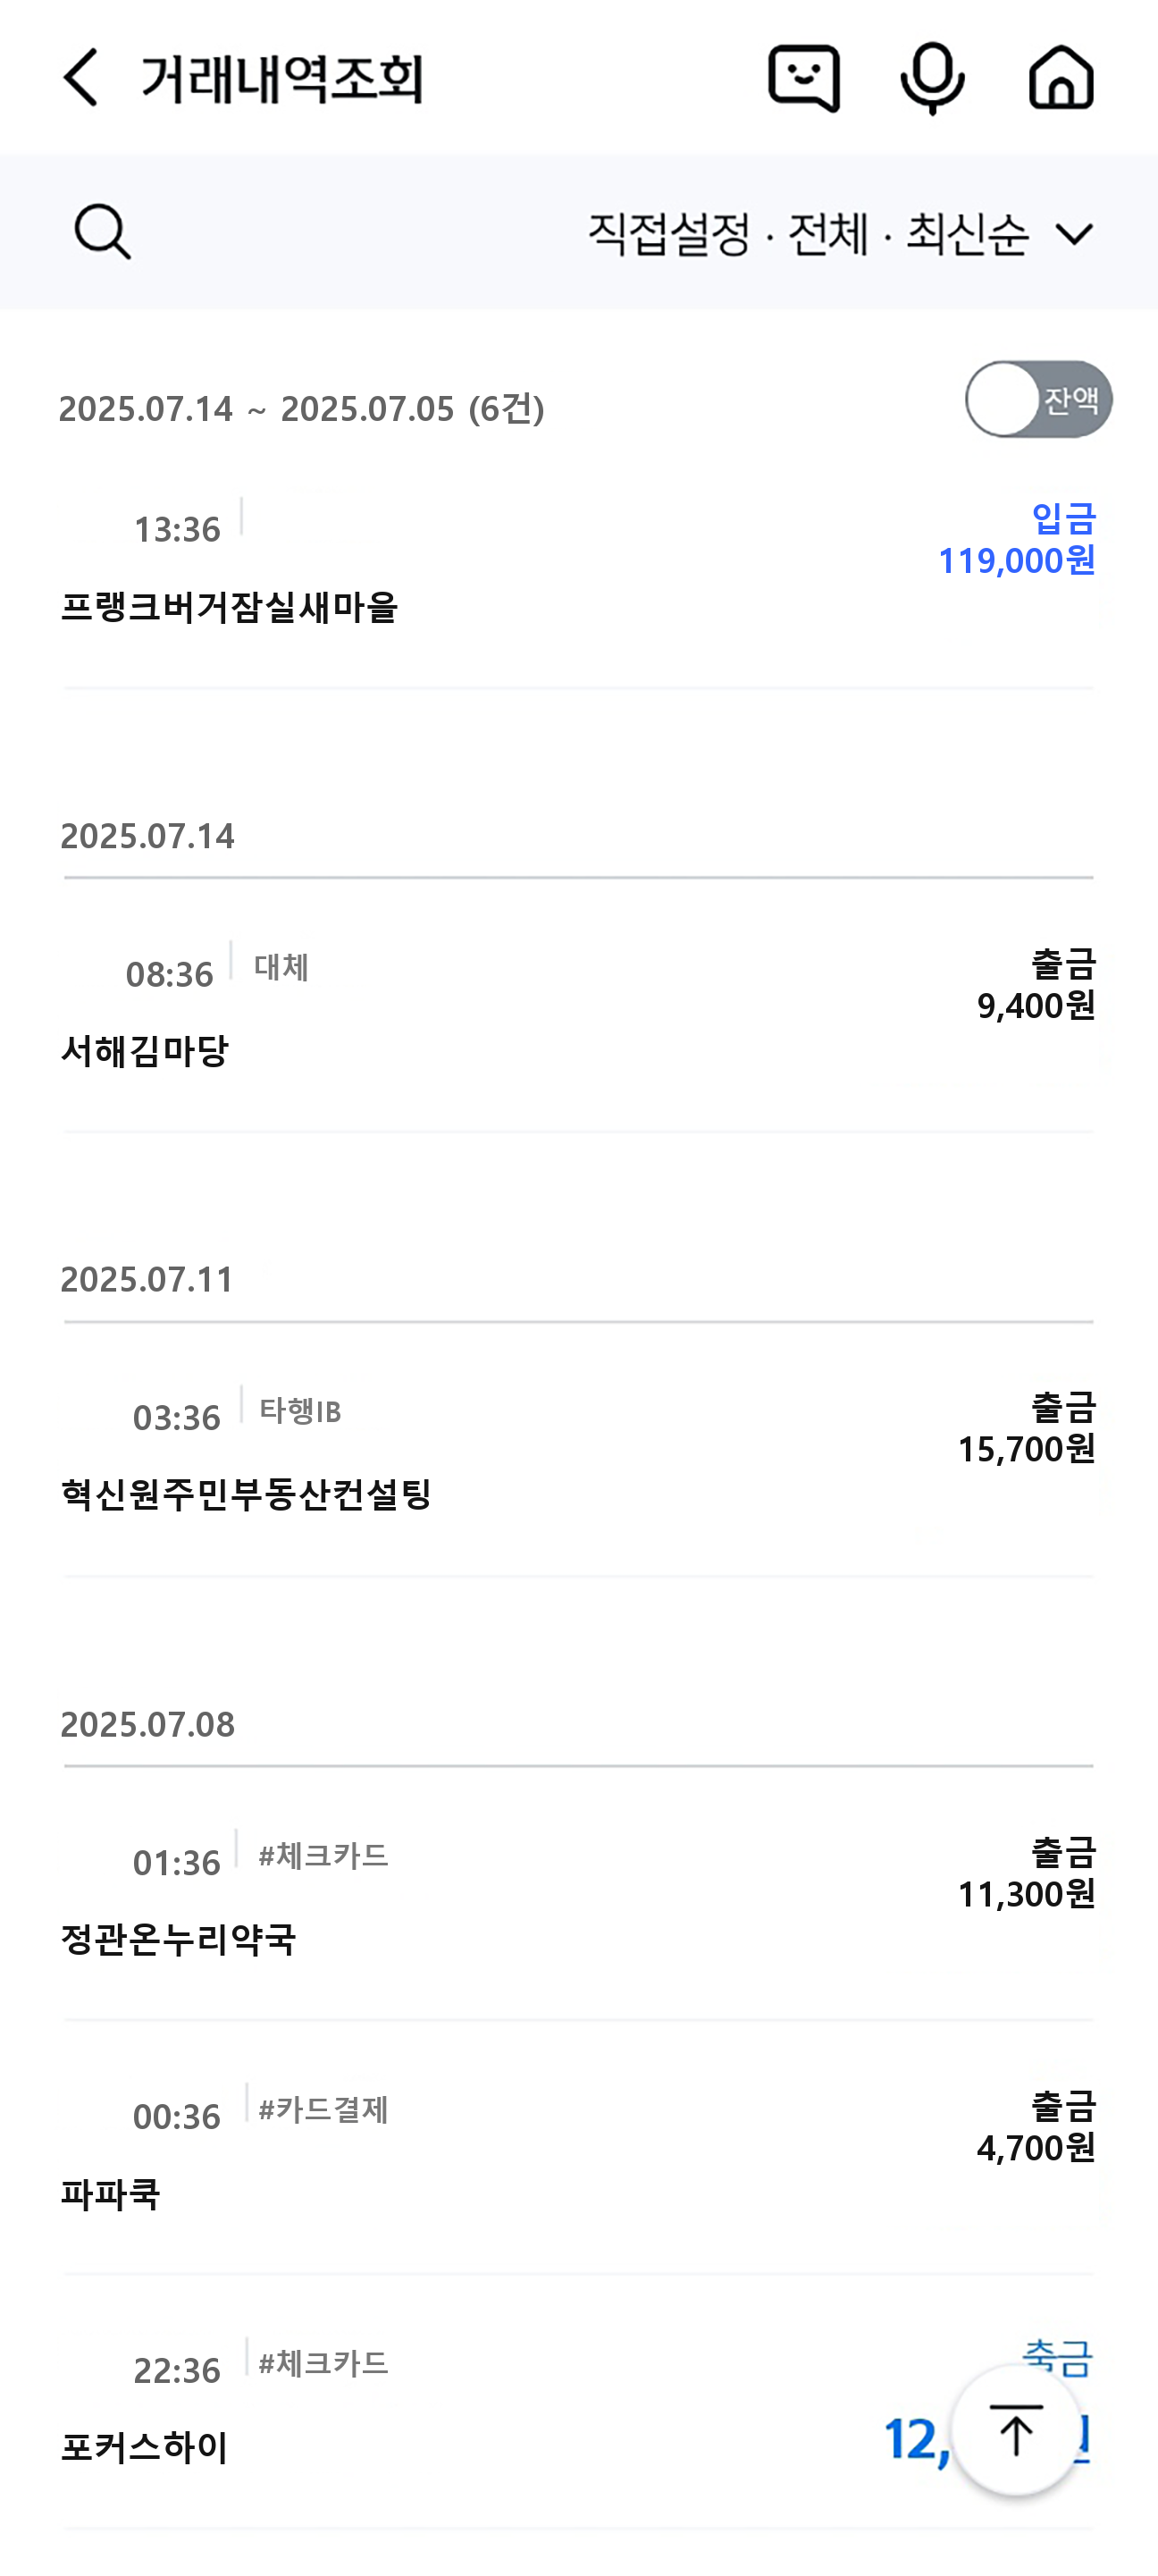 거래내역조회
직접설정 · 전체 · 최신순
2025.07.14 ~ 2025.07.05 (6건)
잔액
13:36
입금
119,000원
프랭크버거잠실새마을
2025.07.14
08:36 대체
출금
9,400원
서해김마당
2025.07.11
03:36 타행IB
출금
15,700원
혁신원주민부동산컨설팅
2025.07.08
01:36 #체크카드
출금
11,300원
정관온누리약국
00:36 #카드결제
출금
4,700원
파파쿡
22:36 #체크카드
출금
12,
포커스하이